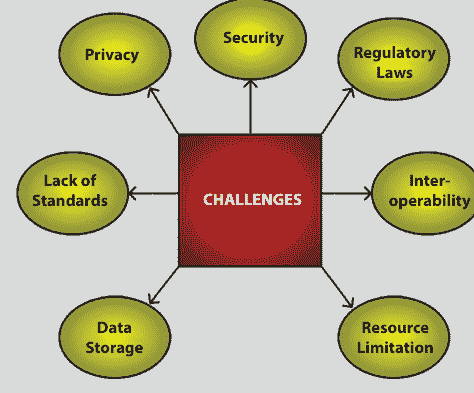 Security
Privacy
Regulatory
Laws
Lack of
Standards
CHALLENGES
Inter-
operability
Data
Storage
Resource
Limitation